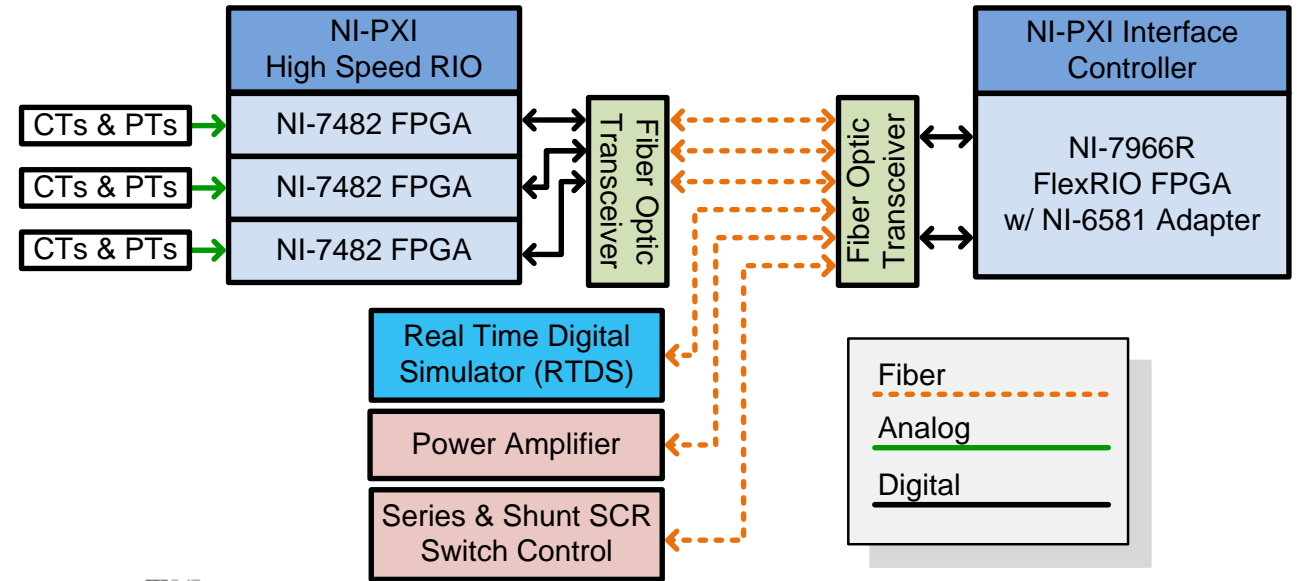 NI-PXI
High Speed RIO
CTs & PTs
NI-7482 FPGA
CTs & PTs
NI-7482 FPGA
CTs & PTs
NI-7482 FPGA
Fiber Optic
Transceiver
Fiber Optic
Transceiver
NI-PXI Interface
Controller
NI-7966R
FlexRIO FPGA
w/ NI-6581 Adapter
Real Time Digital
Simulator (RTDS)
Power Amplifier
Series & Shunt SCR
Switch Control
Fiber
Analog
Digital